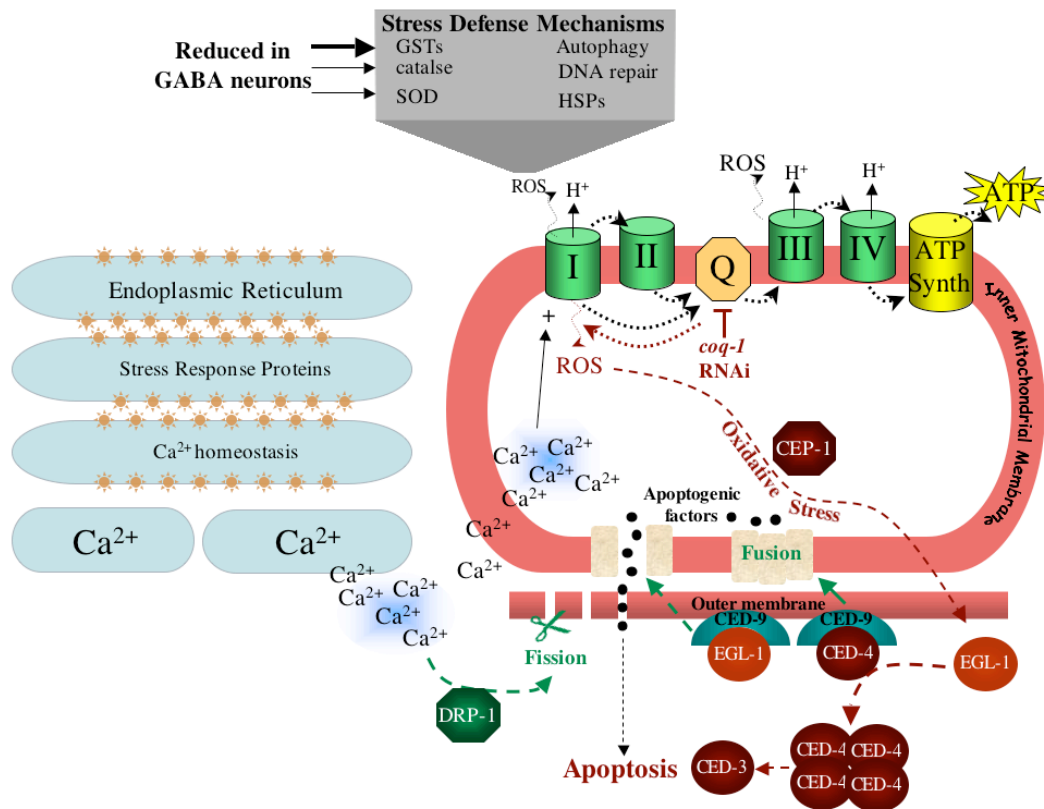 Stress Defense Mechanisms
GSTs
Autophagy
catalse
DNA repair
SOD
HSPs
Reduced in
GABA neurons
ROS
H+
ROS
H+
H+
ATP
I
II
Q
III
IV
ATP
Synth
Inner Mitochondrial Membrane
+
ROS
coq-1
RNAi
Endoplasmic Reticulum
Stress Response Proteins
Ca2+ homeostasis
Ca2+
Ca2+
Ca2+
Ca2+
Ca2+
Ca2+
Ca2+
Ca2+
Ca2+
Oxidative
Stress
CEP-1
Apoptogenic
factors
Fusion
Ca2+
Ca2+
Ca2+
Ca2+
Ca2+
Outer membrane
CED-9
CED-9
EGL-1
CED-4
EGL-1
Fission
DRP-1
Apoptosis
CED-3
CED-4
CED-4
CED-4
CED-4